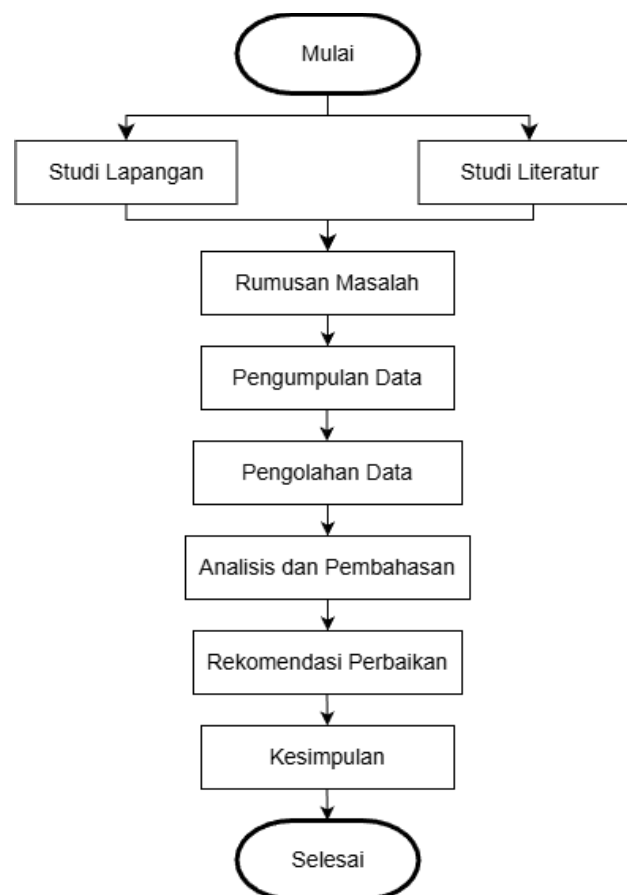 Mulai
Studi Lapangan
Studi Literatur
Rumusan Masalah
Pengumpulan Data
Pengolahan Data
Analisis dan Pembahasan
Rekomendasi Perbaikan
Kesimpulan
Selesai